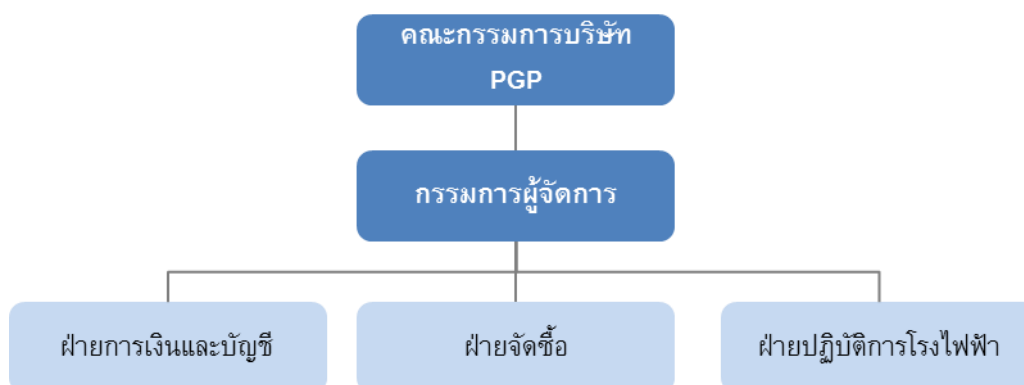 คณะกรรมการบริษัท
PGP
กรรมการผู้จัดการ
ฝ่ายการเงินและบัญชี
ฝ่ายจัดซื้อ
ฝ่ายปฏิบัติการโรงไฟฟ้า